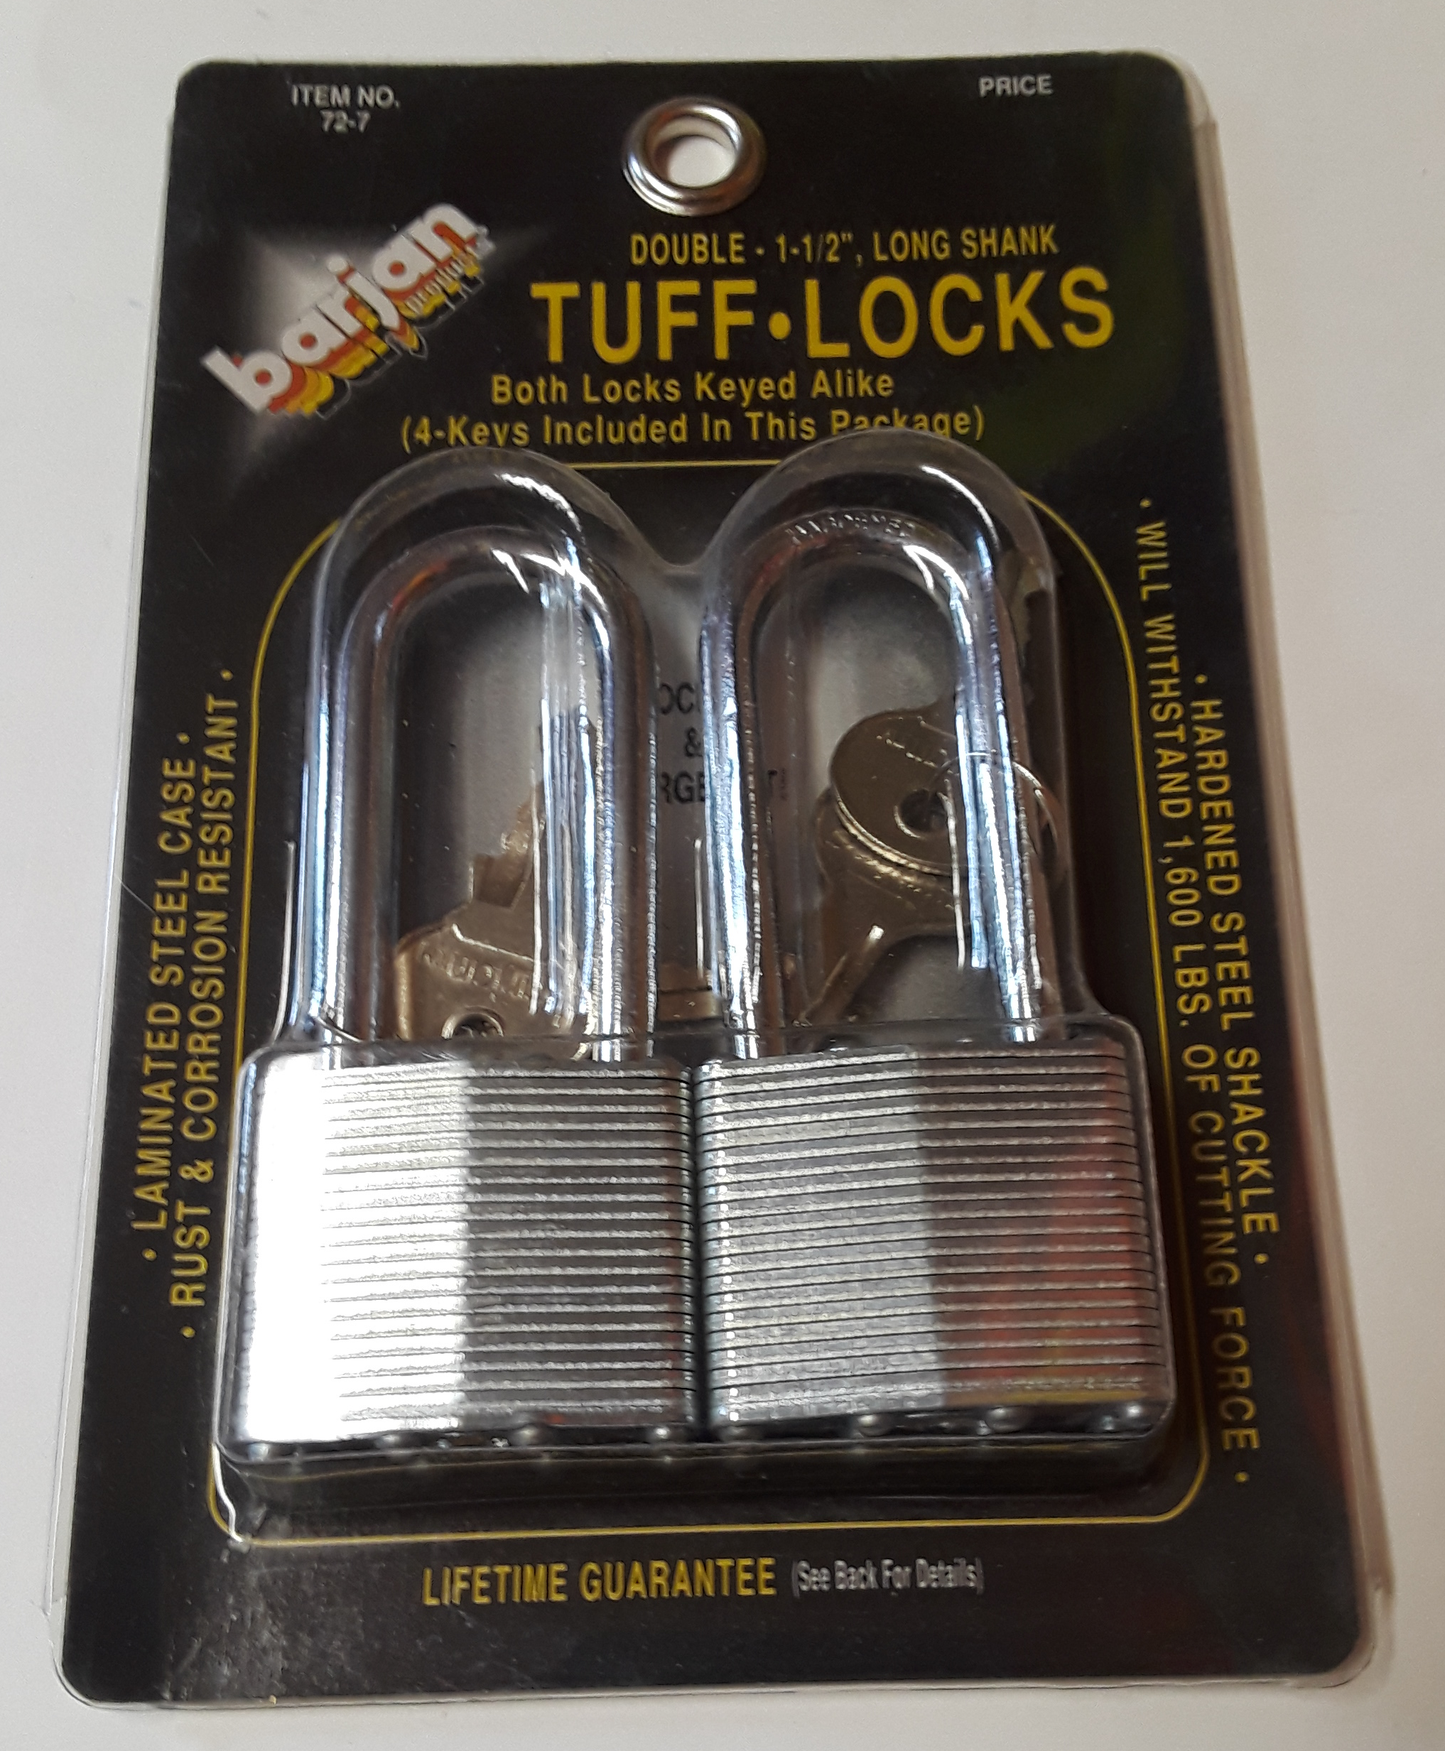 ITEM NO.
72-7
PRICE
barjan
DOUBLE - 1-1/2", LONG SHANK
TUFF•LOCKS
Both Locks Keyed Alike
(4-Keys Included In This Package)
• LAMINATED STEEL CASE •
• RUST & CORROSION RESISTANT •
• HARDENED STEEL SHACKLE •
• WILL WITHSTAND 1,600 LBS. OF CUTTING FORCE •
&
LIFETIME GUARANTEE (See Back For Details)